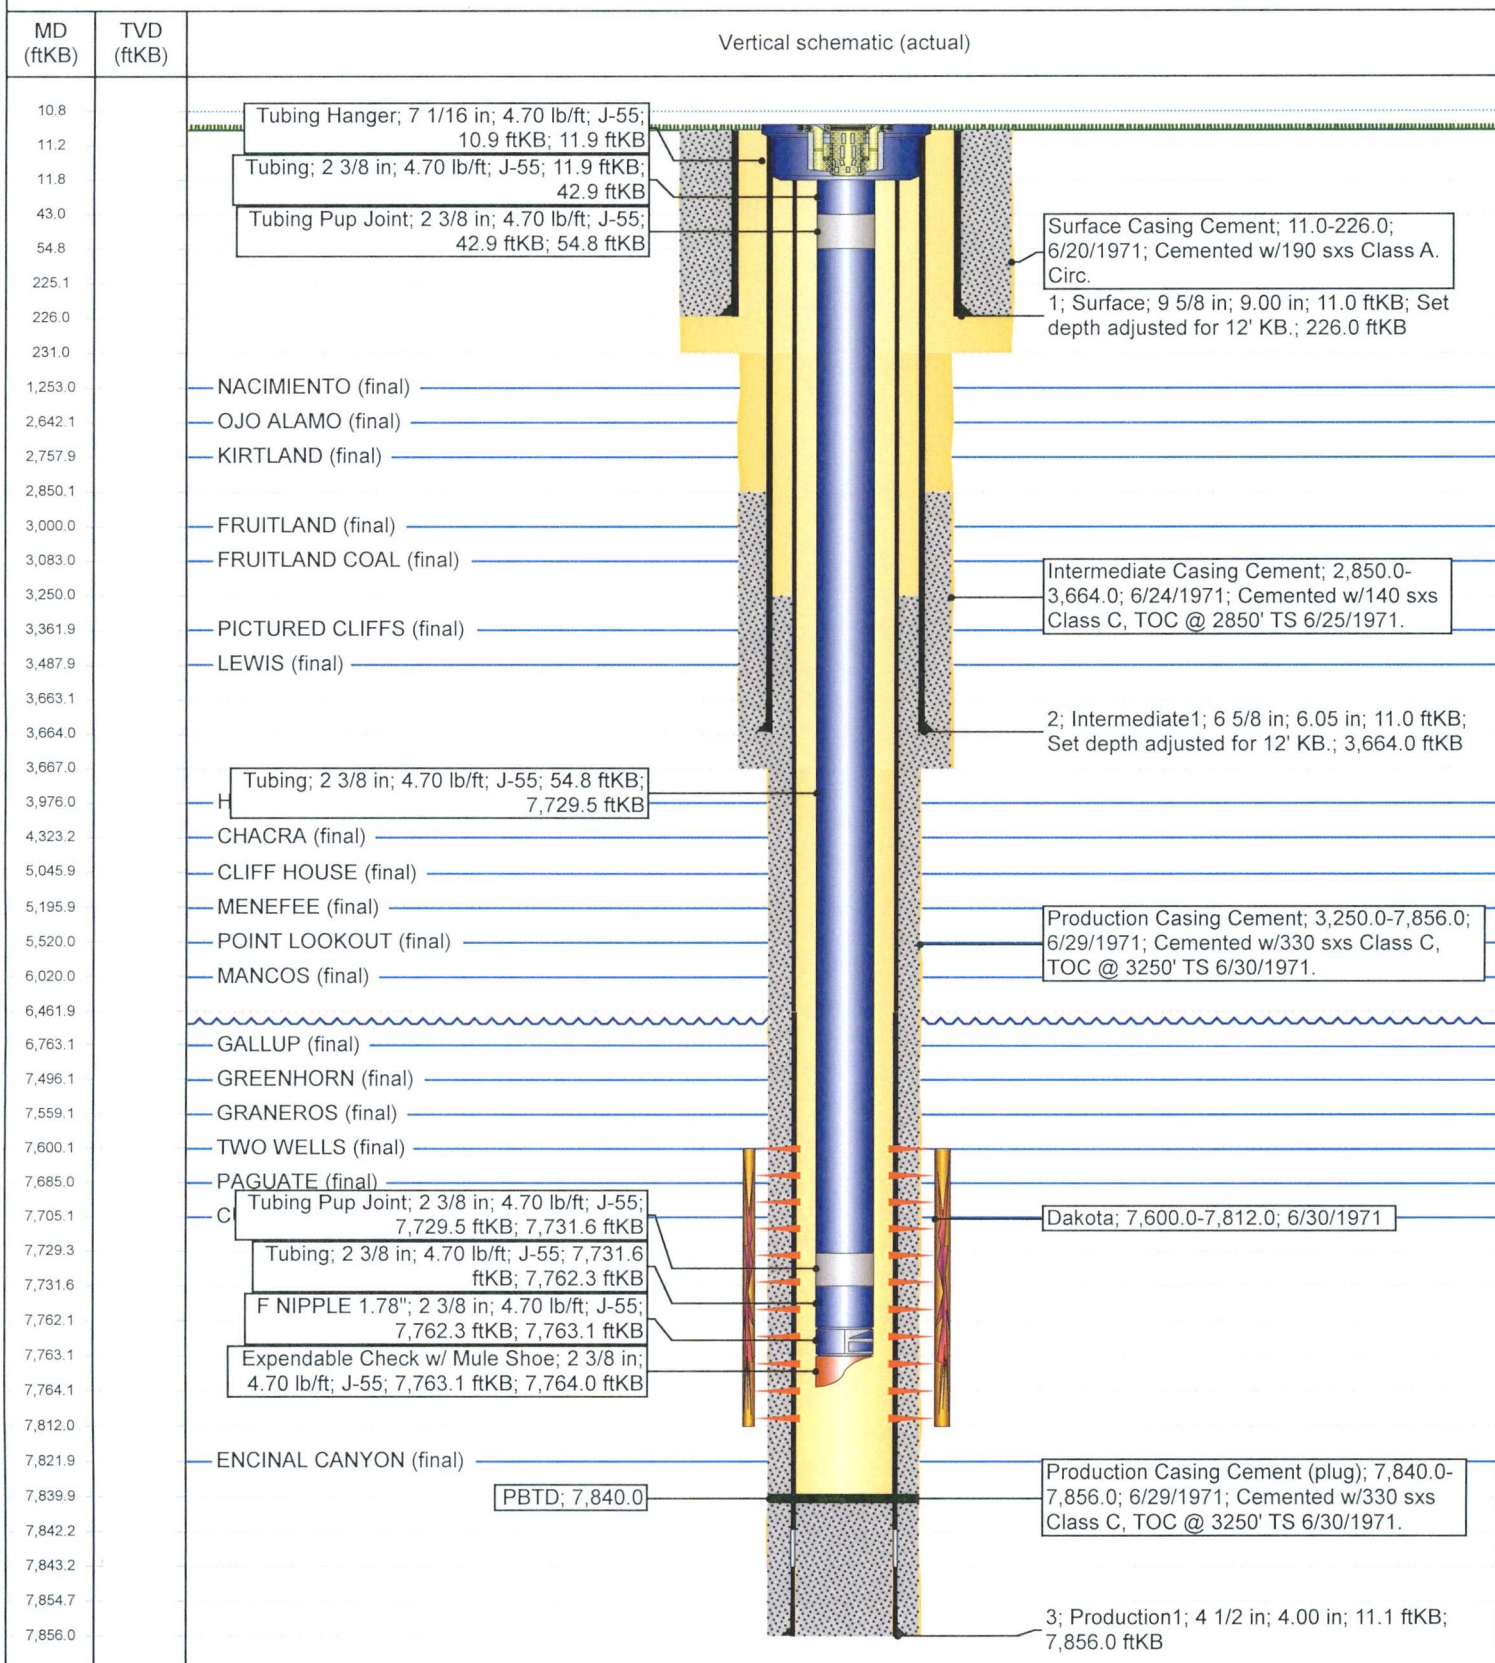 MD
(ftKB)
TVD
(ftKB)
Vertical schematic (actual)
10.8
11.2
11.8
43.0
54.8
225.1
226.0
231.0
1,253.0
2,642.1
2,757.9
2,850.1
3,000.0
3,083.0
3,250.0
3,361.9
3,487.9
3,663.1
3,664.0
3,667.0
3,976.0
4,323.2
5,045.9
5,195.9
5,520.0
6,020.0
6,461.9
6,763.1
7,496.1
7,559.1
7,600.1
7,685.0
7,705.1
7,729.3
7,731.6
7,762.1
7,763.1
7,764.1
7,812.0
7,821.9
7,839.9
7,842.2
7,843.2
7,854.7
7,856.0
Tubing Hanger; 7 1/16 in; 4.70 lb/ft; J-55;
10.9 ftKB; 11.9 ftKB
Tubing; 2 3/8 in; 4.70 lb/ft; J-55; 11.9 ftKB;
42.9 ftKB
Tubing Pup Joint; 2 3/8 in; 4.70 lb/ft; J-55;
42.9 ftKB; 54.8 ftKB
NACIMIENTO (final)
OJO ALAMO (final)
KIRTLAND (final)
FRUITLAND (final)
FRUITLAND COAL (final)
PICTURED CLIFFS (final)
LEWIS (final)
Tubing; 2 3/8 in; 4.70 lb/ft; J-55; 54.8 ftKB;
7,729.5 ftKB
H
CHACRA (final)
CLIFF HOUSE (final)
MENEFEE (final)
POINT LOOKOUT (final)
MANCOS (final)
GALLUP (final)
GREENHORN (final)
GRANEROS (final)
TWO WELLS (final)
PAGUATE (final)
C
Tubing Pup Joint; 2 3/8 in; 4.70 lb/ft; J-55;
7,729.5 ftKB; 7,731.6 ftKB
Tubing; 2 3/8 in; 4.70 lb/ft; J-55; 7,731.6
ftKB; 7,762.3 ftKB
F NIPPLE 1.78"; 2 3/8 in; 4.70 lb/ft; J-55;
7,762.3 ftKB; 7,763.1 ftKB
Expendable Check w/ Mule Shoe; 2 3/8 in;
4.70 lb/ft; J-55; 7,763.1 ftKB; 7,764.0 ftKB
ENCINAL CANYON (final)
PBTD; 7,840.0
Surface Casing Cement; 11.0-226.0;
6/20/1971; Cemented w/190 sxs Class A.
Circ.
1; Surface; 9 5/8 in; 9.00 in; 11.0 ftKB; Set
depth adjusted for 12' KB.; 226.0 ftKB
Intermediate Casing Cement; 2,850.0-
3,664.0; 6/24/1971; Cemented w/140 sxs
Class C, TOC @ 2850' TS 6/25/1971.
2; Intermediate1; 6 5/8 in; 6.05 in; 11.0 ftKB;
Set depth adjusted for 12' KB.; 3,664.0 ftKB
Production Casing Cement; 3,250.0-7,856.0;
6/29/1971; Cemented w/330 sxs Class C,
TOC @ 3250' TS 6/30/1971.
Dakota; 7,600.0-7,812.0; 6/30/1971
Production Casing Cement (plug); 7,840.0-
7,856.0; 6/29/1971; Cemented w/330 sxs
Class C, TOC @ 3250' TS 6/30/1971.
3; Production1; 4 1/2 in; 4.00 in; 11.1 ftKB;
7,856.0 ftKB